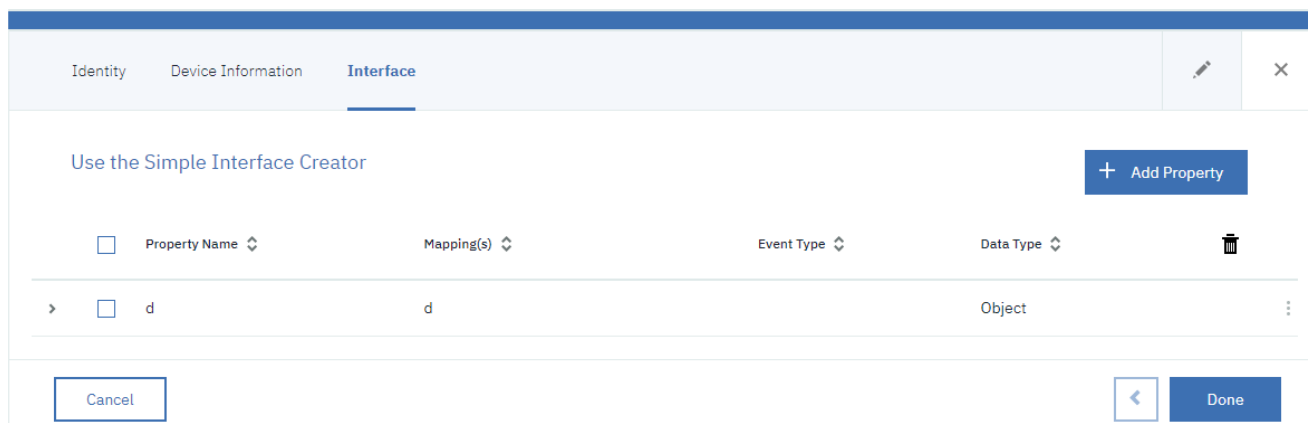 Identity Device Information Interface
Use the Simple Interface Creator
+ Add Property
Property Name Mapping(s) Event Type Data Type
d d Object
Cancel Done